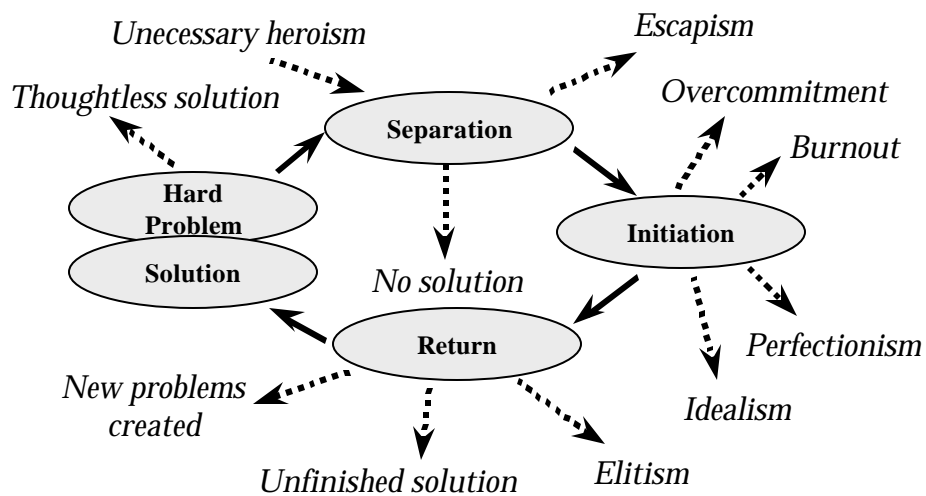 Unecessary heroism
Escapism
Thoughtless solution
Overcommitment
Separation
Burnout
Hard
Problem
Initiation
Solution
No solution
Return
Perfectionism
New problems
created
Idealism
Unfinished solution
Elitism